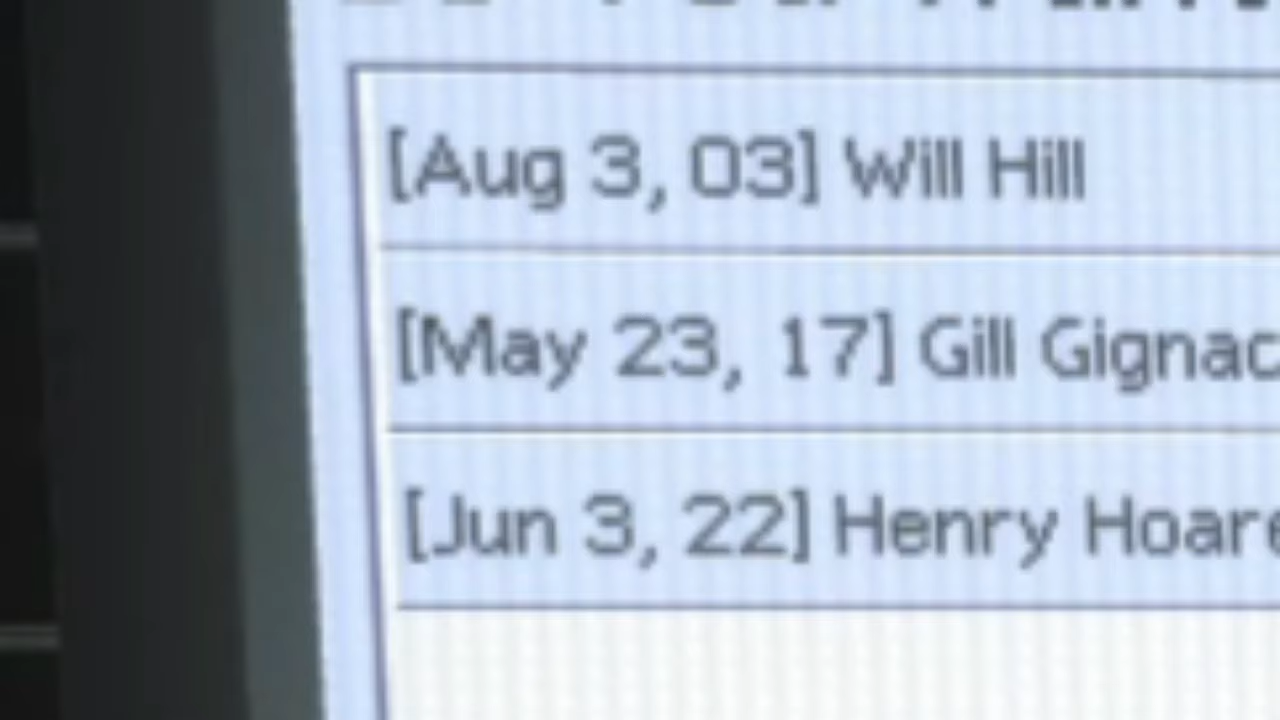 [Aug 3, 03] Will Hill
[May 23, 17] Gill Gignac
[Jun 3, 22] Henry Hoare